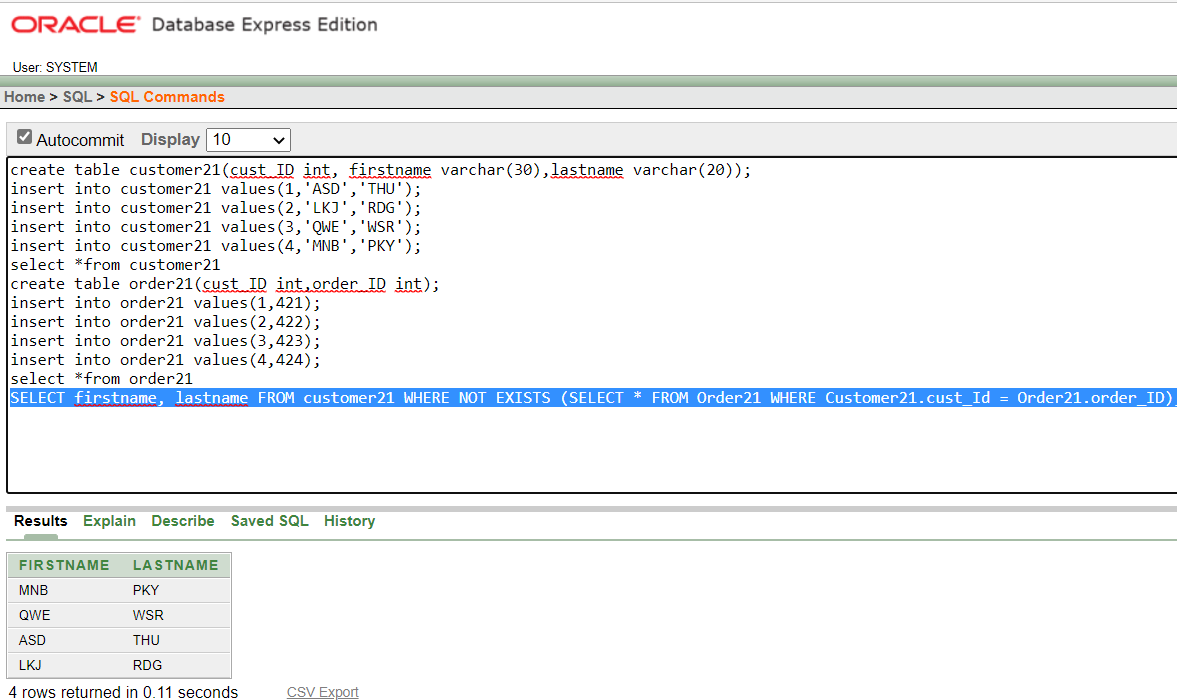 ORACLE® Database Express Edition
User: SYSTEM
Home > SQL > SQL Commands
Autocommit Display 10
create table customer21(cust_ID int, firstname varchar(30),lastname varchar(20));
insert into customer21 values(1,'ASD','THU');
insert into customer21 values(2,'LKJ','RDG');
insert into customer21 values(3,'QWE','WSR');
insert into customer21 values(4,'MNB','PKY');
select *from customer21
create table order21(cust_ID int,order_ID int);
insert into order21 values(1,421);
insert into order21 values(2,422);
insert into order21 values(3,423);
insert into order21 values(4,424);
select *from order21
SELECT firstname, lastname FROM customer21 WHERE NOT EXISTS (SELECT * FROM Order21 WHERE Customer21.cust_Id = Order21.order_ID)
Results Explain Describe Saved SQL History
FIRSTNAME LASTNAME
MNB PKY
QWE WSR
ASD THU
LKJ RDG
4 rows returned in 0.11 seconds CSV Export